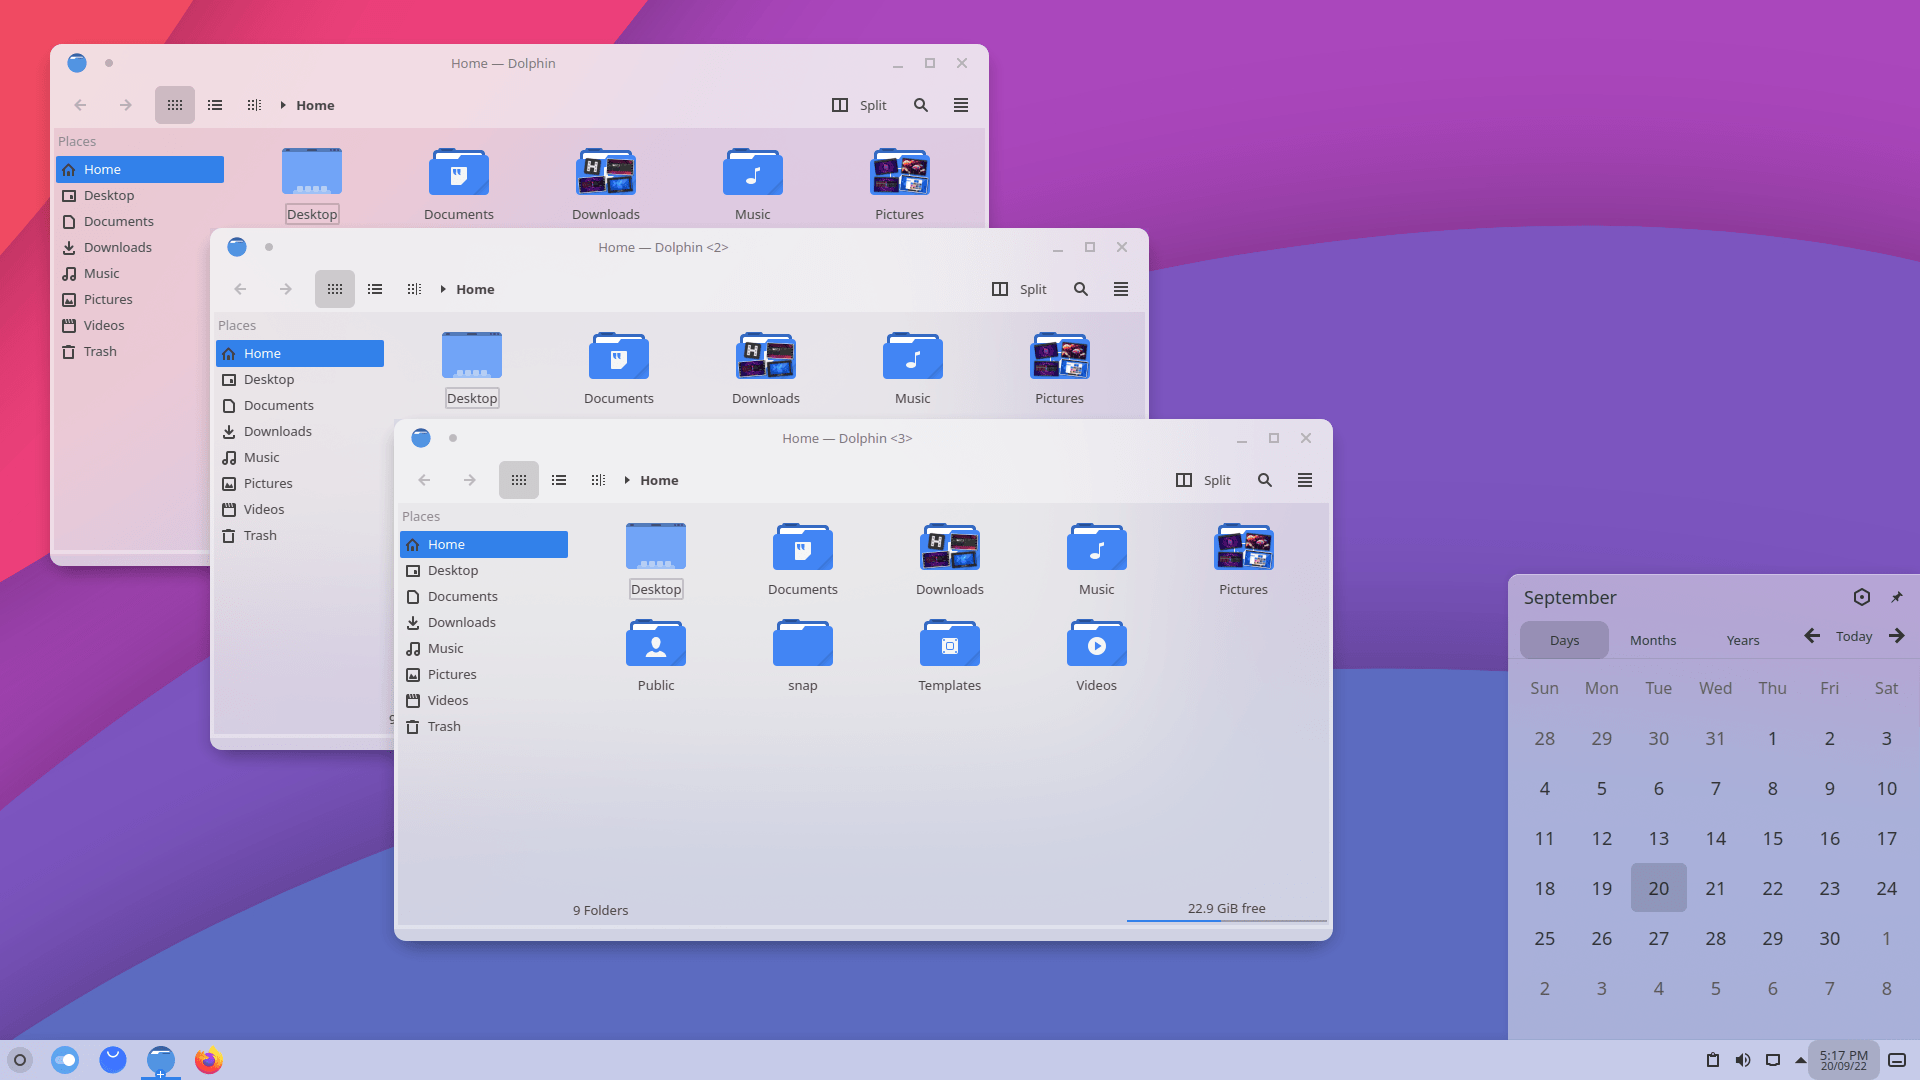 Home — Dolphin
Home
Split
Places
Home
Desktop
Documents
Downloads
Music
Pictures
Videos
Trash
Desktop
Documents
Downloads
Music
Pictures
Home — Dolphin <2>
Home
Split
Places
Home
Desktop
Documents
Downloads
Music
Pictures
Videos
Trash
Desktop
Documents
Downloads
Music
Pictures
9
Home — Dolphin <3>
Home
Split
Places
Home
Desktop
Documents
Downloads
Music
Pictures
Videos
Trash
Desktop
Documents
Downloads
Music
Pictures
Public
snap
Templates
Videos
9 Folders
22.9 GiB free
September
Days Months Years Today
Sun Mon Tue Wed Thu Fri Sat
28 29 30 31 1 2 3
4 5 6 7 8 9 10
11 12 13 14 15 16 17
18 19 20 21 22 23 24
25 26 27 28 29 30 1
2 3 4 5 6 7 8
5:17 PM
20/09/22